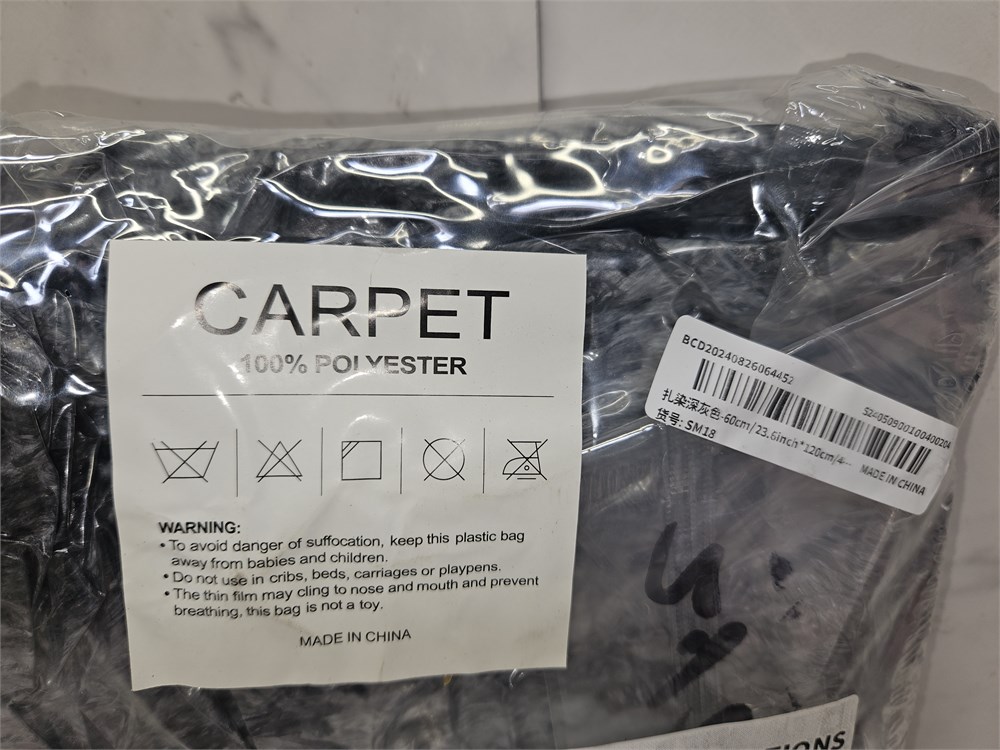 CARPET
100% POLYESTER
WARNING:
• To avoid danger of suffocation, keep this plastic bag
away from babies and children.
• Do not use in cribs, beds, carriages or playpens.
• The thin film may cling to nose and mouth and prevent
breathing, this bag is not a toy.
MADE IN CHINA
BCD20240826064452
S24050900100400204
扎染深灰色-60cm/23.6inch*120cm/4…
货号: SM18
MADE IN CHINA